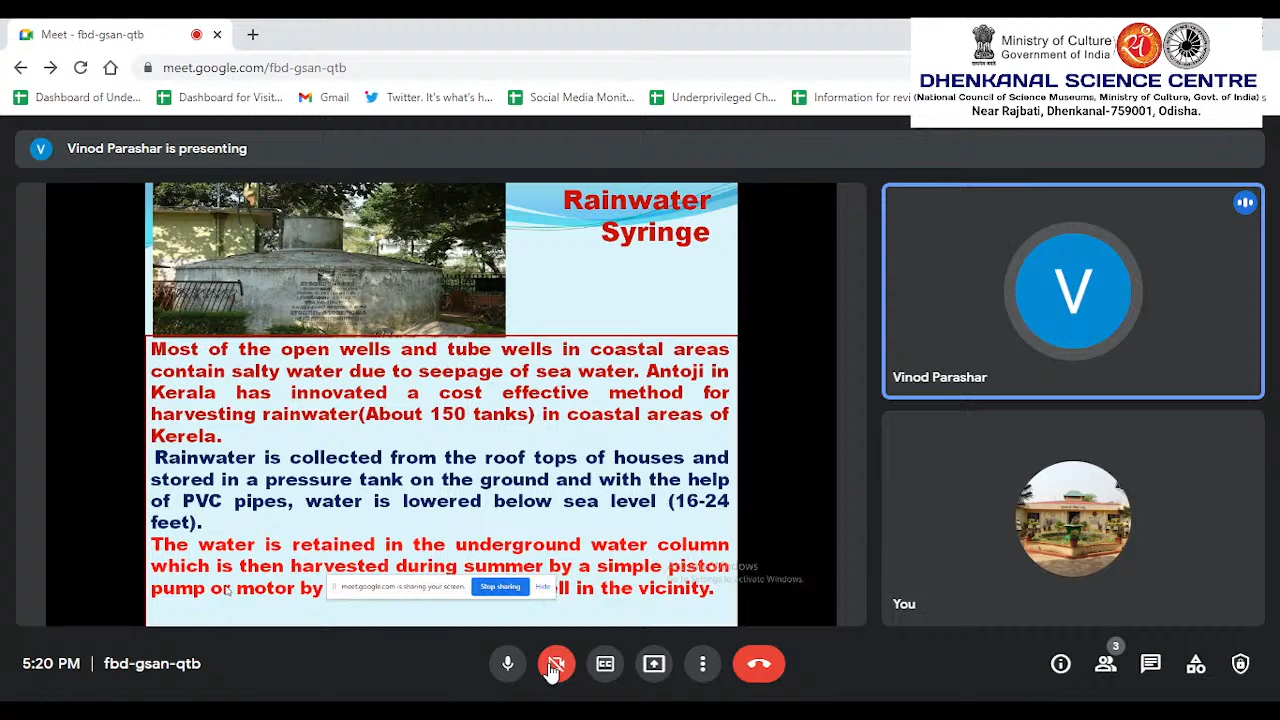 Meet - fbd-gsan-qtb
meet.google.com/fbd-gsan-qtb
Dashboard of Unde...
Dashboard for Visit...
Gmail
Twitter. It's what's h...
Social Media Monit...
Underprivileged Ch...
Information for revi
Ministry of Culture
Government of India
DHENKANAL SCIENCE CENTRE
(National Council of Science Museums, Ministry of Culture, Govt. of India)
Near Rajbati, Dhenkanal-759001, Odisha.
V
Vinod Parashar is presenting
Rainwater
Syringe
Most of the open wells and tube wells in coastal areas
contain salty water due to seepage of sea water. Antoji in
Kerala has innovated a cost effective method for
harvesting rainwater(About 150 tanks) in coastal areas of
Kerela.
Rainwater is collected from the roof tops of houses and
stored in a pressure tank on the ground and with the help
of PVC pipes, water is lowered below sea level (16-24
feet).
The water is retained in the underground water column
which is then harvested during summer by a simple piston
pump or motor by
ll in the vicinity.
meet.google.com is sharing your screen.
Stop sharing
Hide
Go to Settings to activate Windows.
V
Vinod Parashar
You
5:20 PM
fbd-gsan-qtb
CC
3